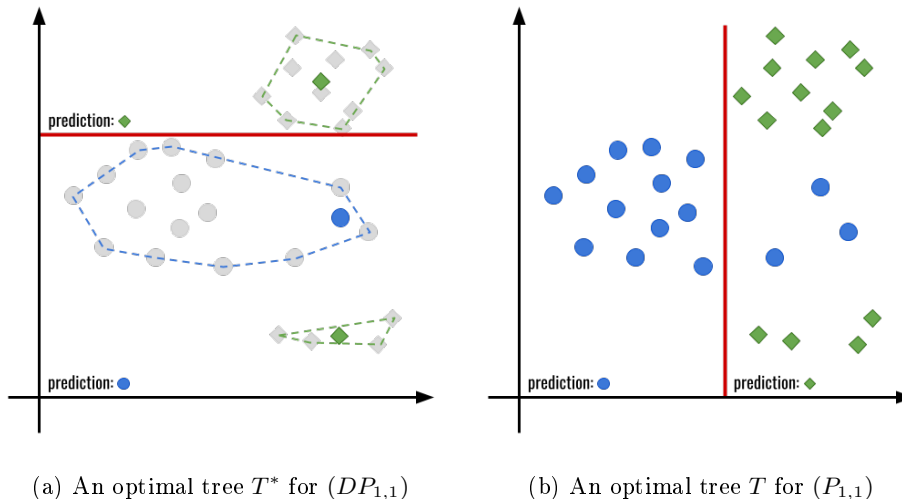 prediction:
prediction:
prediction:
prediction:
(a) An optimal tree T* for (DP1,1)
(b) An optimal tree T for (P1,1)